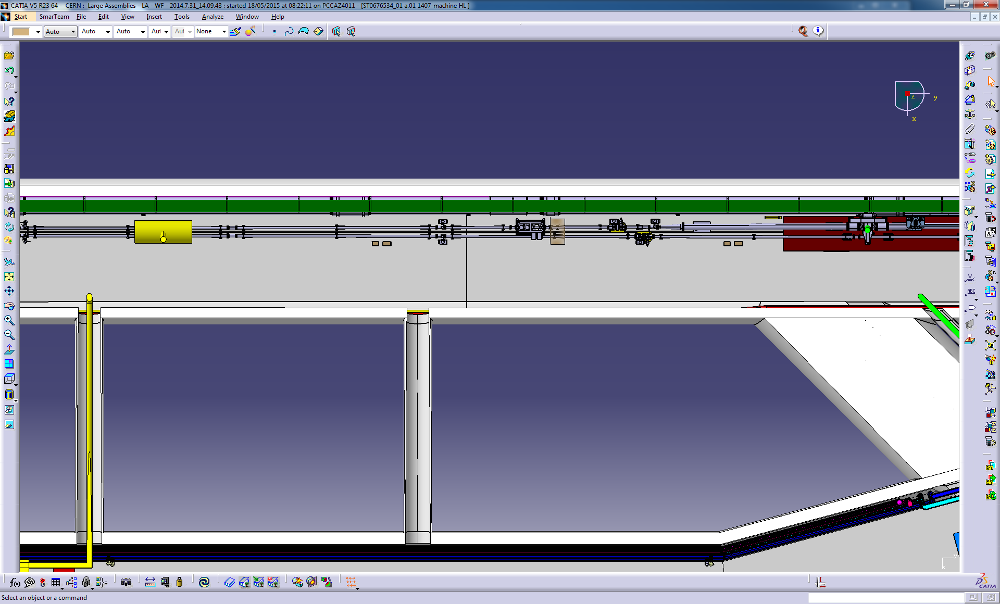 CATIA V5 R23 64 - CERN : Large Assemblies - LA - WF - 2014.7.31_14.09.43 : started 18/05/2015 at 08:22:11 on PCCAZ4011 - [ST0676534_01 a.01 1407-machine HL ]
Start SmarTeam File Edit View Insert Tools Analyze Window Help
Auto Auto Auto Aut Aut None
z y
x
ABC
y
x
f(x)
CATIA
Select an object or a command